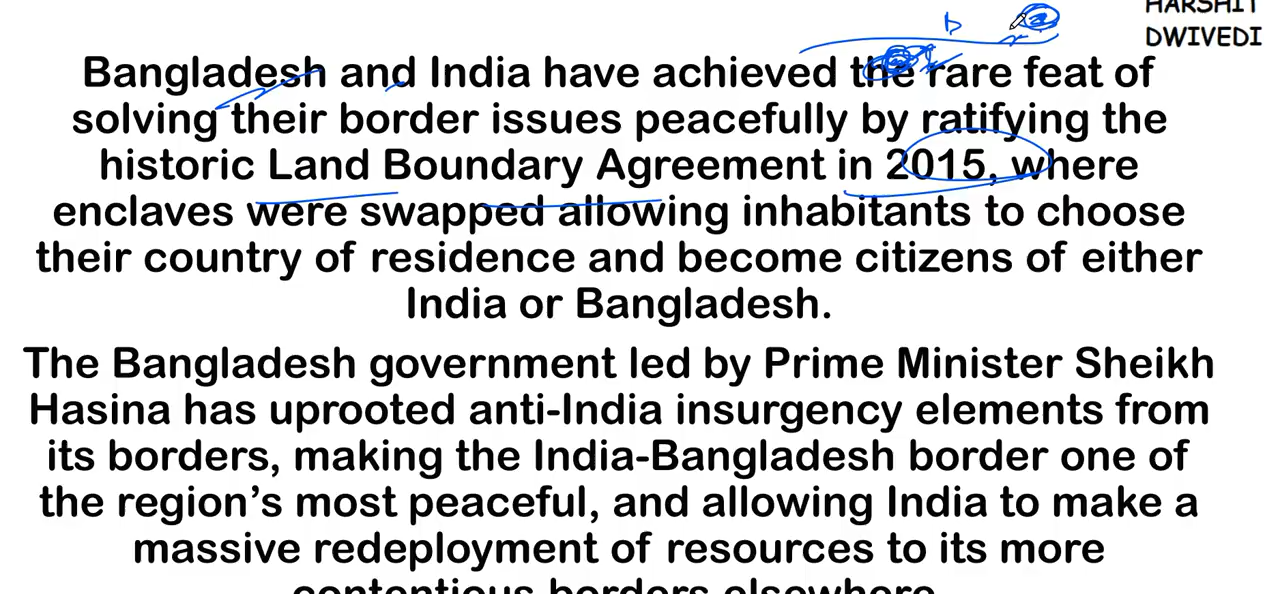 HARSHIT
DWIVEDI
Bangladesh and India have achieved the rare feat of
solving their border issues peacefully by ratifying the
historic Land Boundary Agreement in 2015, where
enclaves were swapped allowing inhabitants to choose
their country of residence and become citizens of either
India or Bangladesh.
The Bangladesh government led by Prime Minister Sheikh
Hasina has uprooted anti-India insurgency elements from
its borders, making the India-Bangladesh border one of
the region's most peaceful, and allowing India to make a
massive redeployment of resources to its more
contentious borders elsewhere